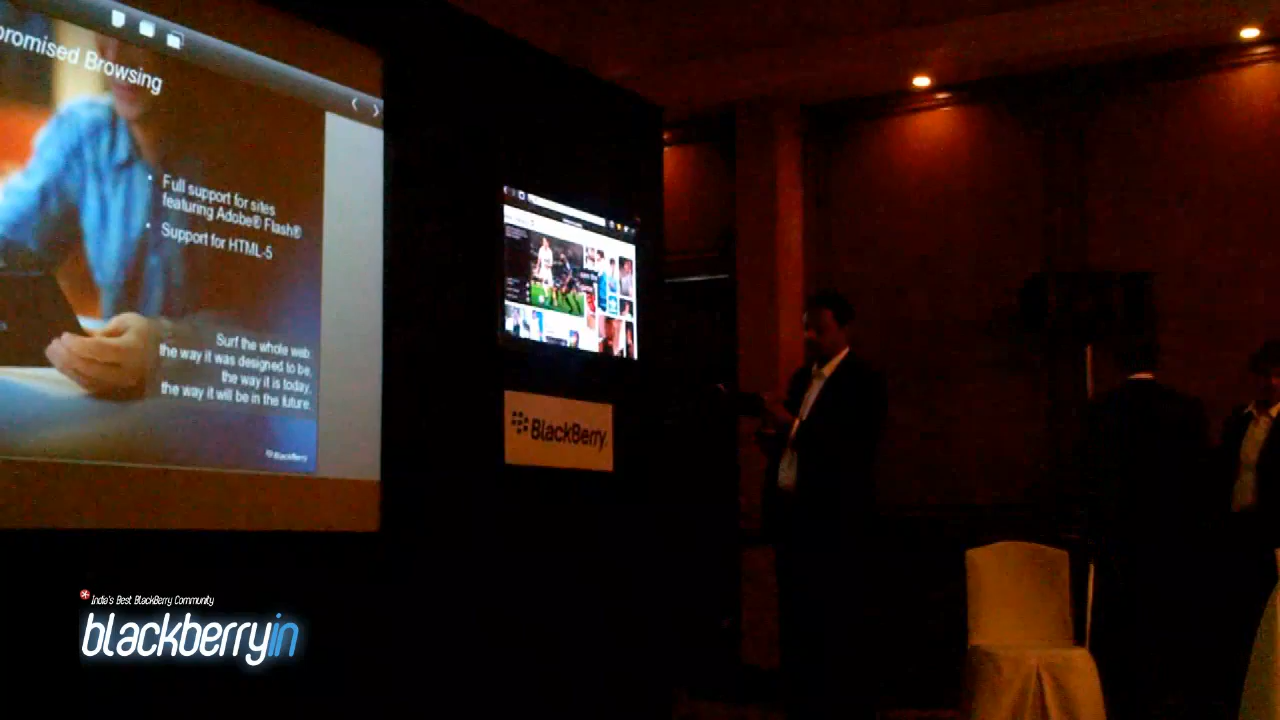 promised Browsing
• Full support for sites
featuring Adobe® Flash®
• Support for HTML-5
Surf the whole web,
the way it was designed to be,
the way it is today,
the way it will be in the future.
BlackBerry
BlackBerry.
India's Best BlackBerry Community
blackberryin